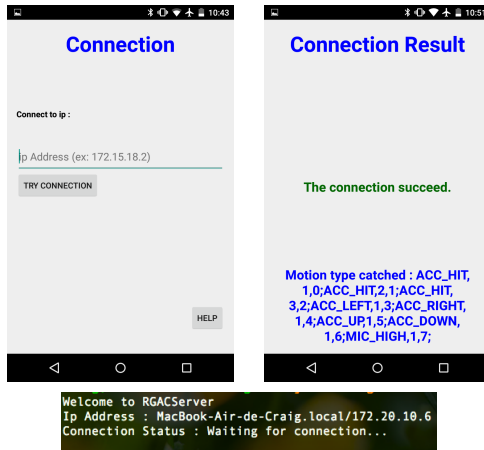 10:43
Connection
Connect to ip :
Ip Address (ex: 172.15.18.2)
TRY CONNECTION
HELP
10:51
Connection Result
The connection succeed.
Motion type catched : ACC_HIT,
1,0;ACC_HIT,2,1;ACC_HIT,
3,2;ACC_LEFT,1,3;ACC_RIGHT,
1,4;ACC_UP,1,5;ACC_DOWN,
1,6;MIC_HIGH,1,7;
Welcome to RGACServer
Ip Address : MacBook-Air-de-Craig.local/172.20.10.6
Connection Status : Waiting for connection...